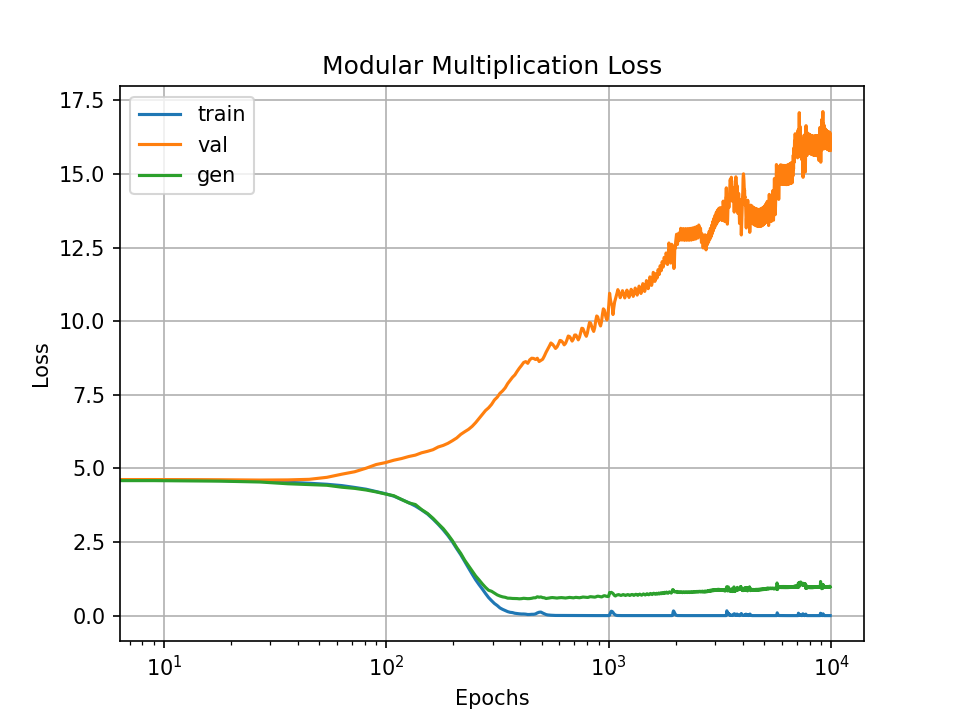 Modular Multiplication Loss
train
val
gen
17.5
15.0
12.5
10.0
7.5
5.0
2.5
0.0
Loss
10¹
10²
10³
10⁴
Epochs